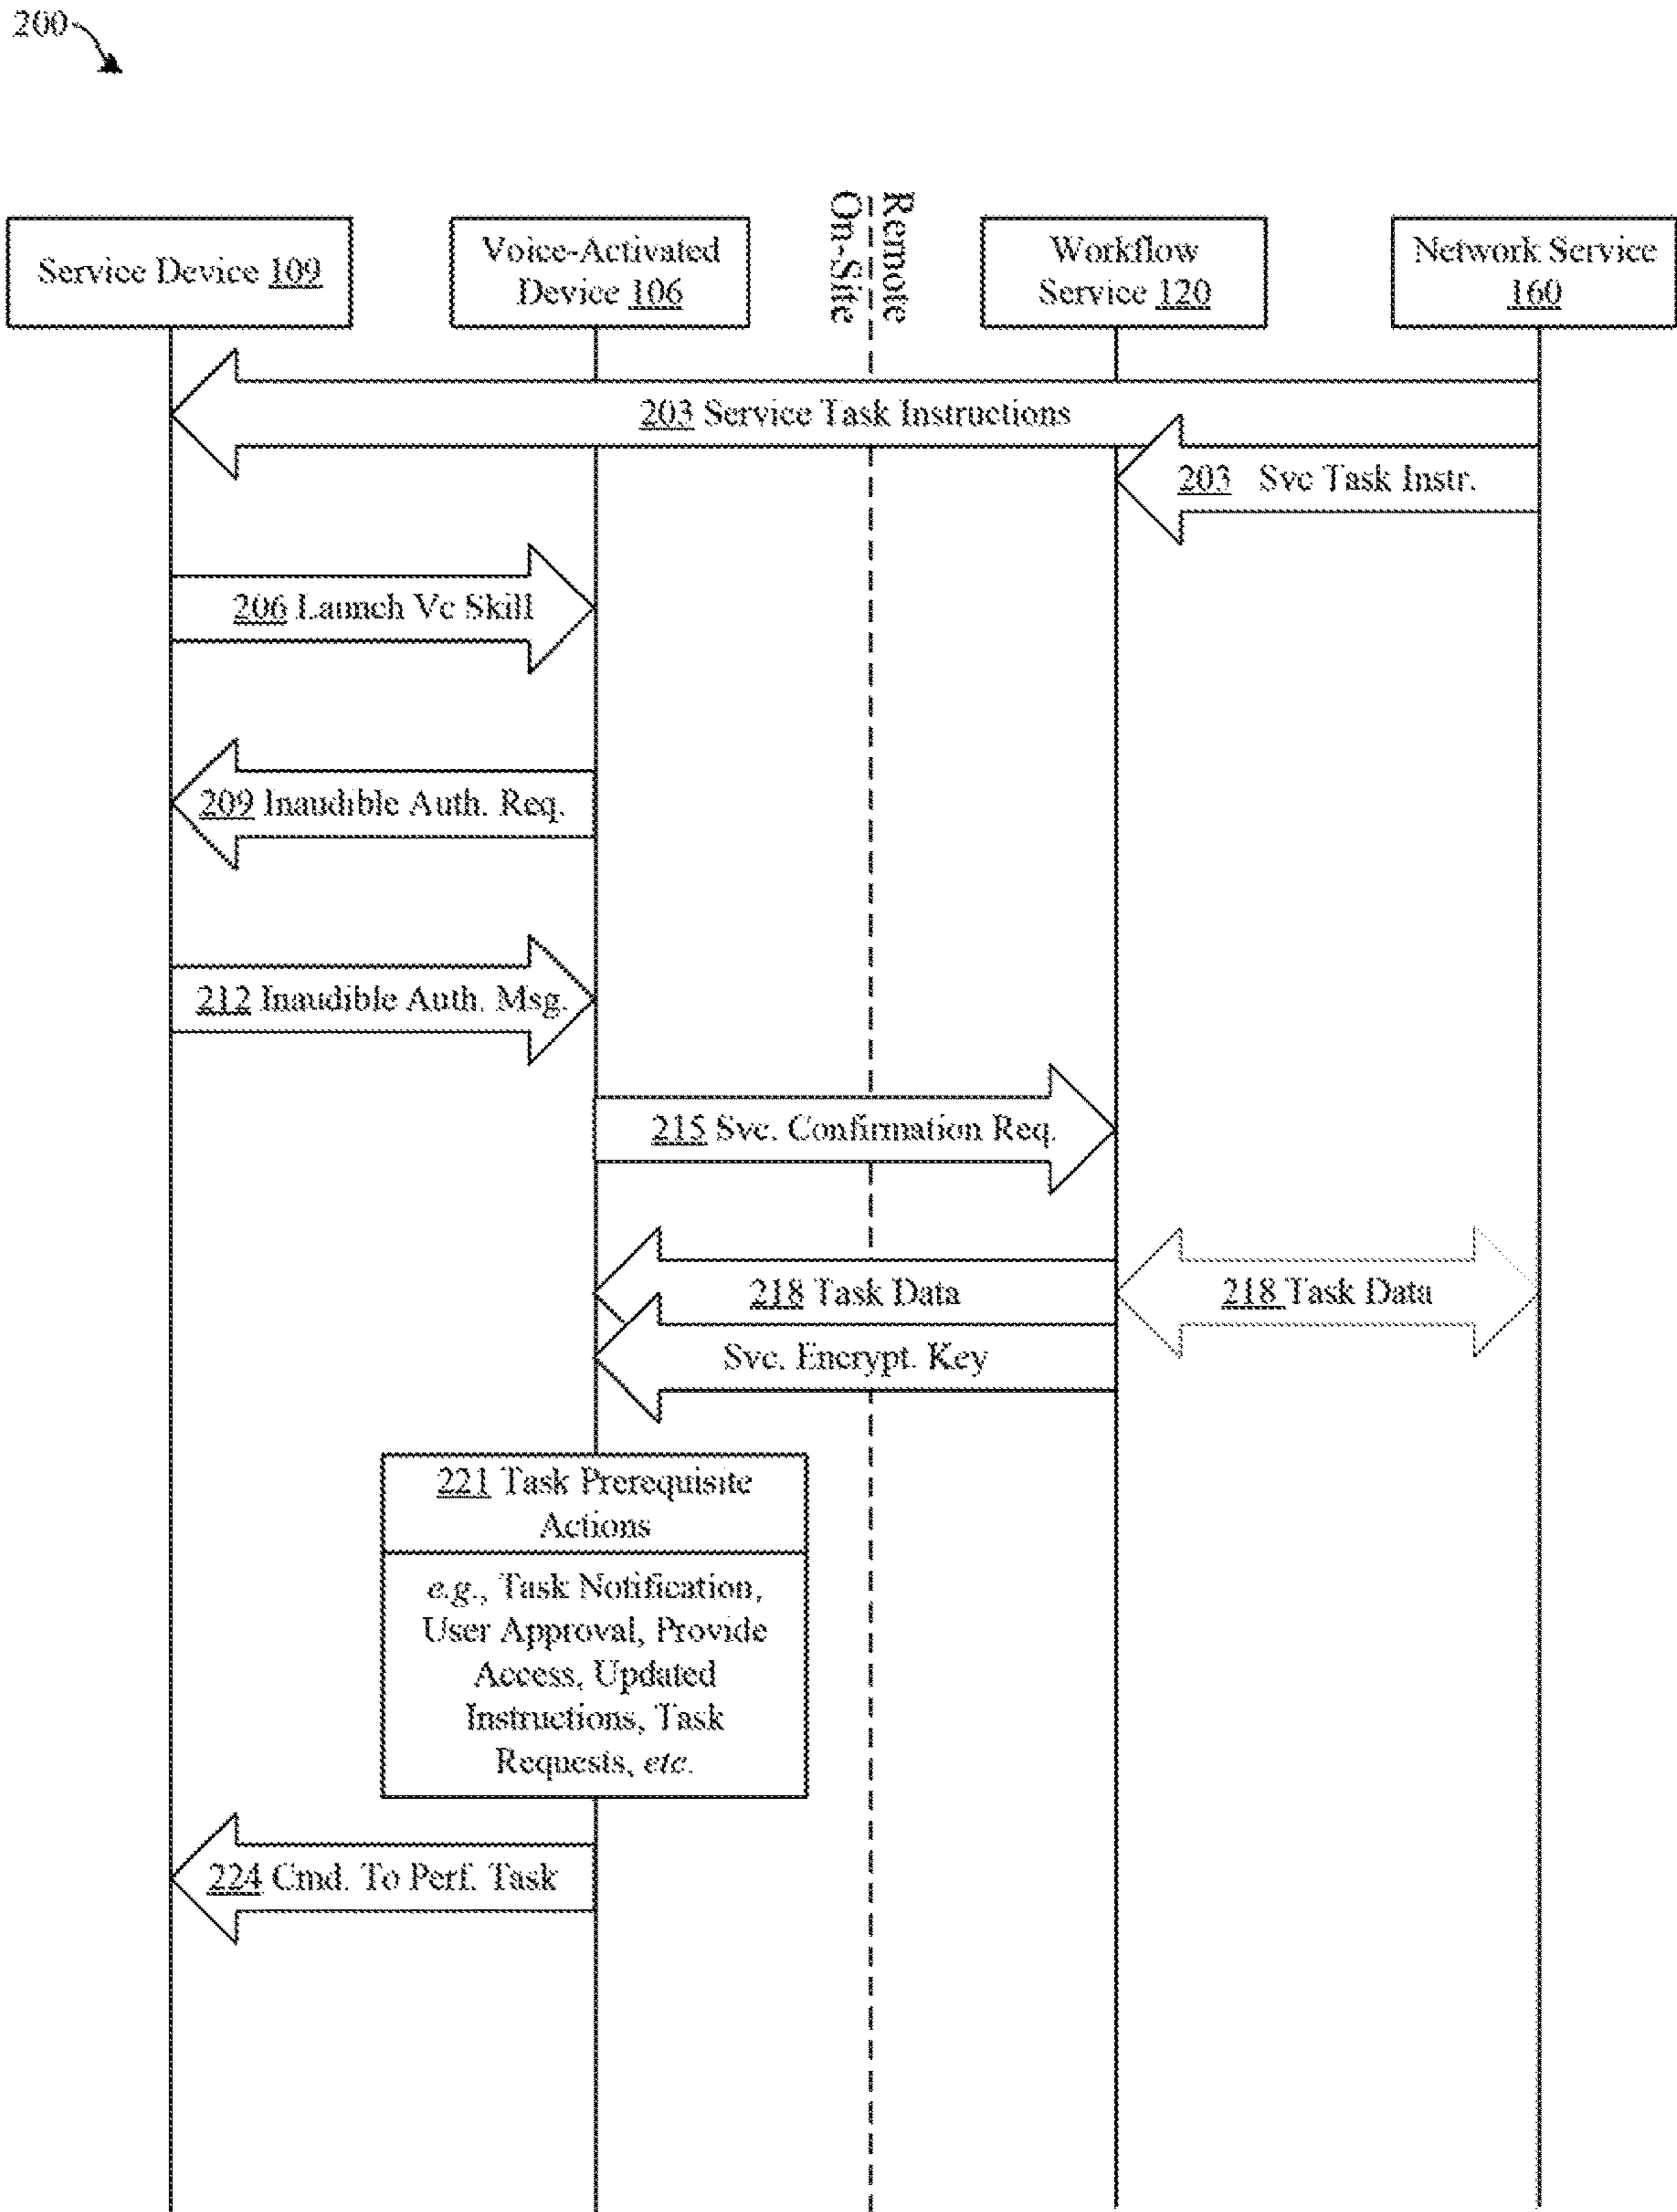 200
Service Device 109
Voice-Activated
Device 106
On-Site
Remote
Workflow
Service 120
Network Service
160
203 Service Task Instructions
203 Svc Task Instr.
206 Launch Vc Skill
209 Inaudible Auth. Req.
212 Inaudible Auth. Msg.
215 Svc. Confirmation Req.
218 Task Data
218 Task Data
Svc. Encrypt. Key
221 Task Prerequisite
Actions
e.g., Task Notification,
User Approval, Provide
Access, Updated
Instructions, Task
Requests, etc.
224 Cmd. To Perf. Task